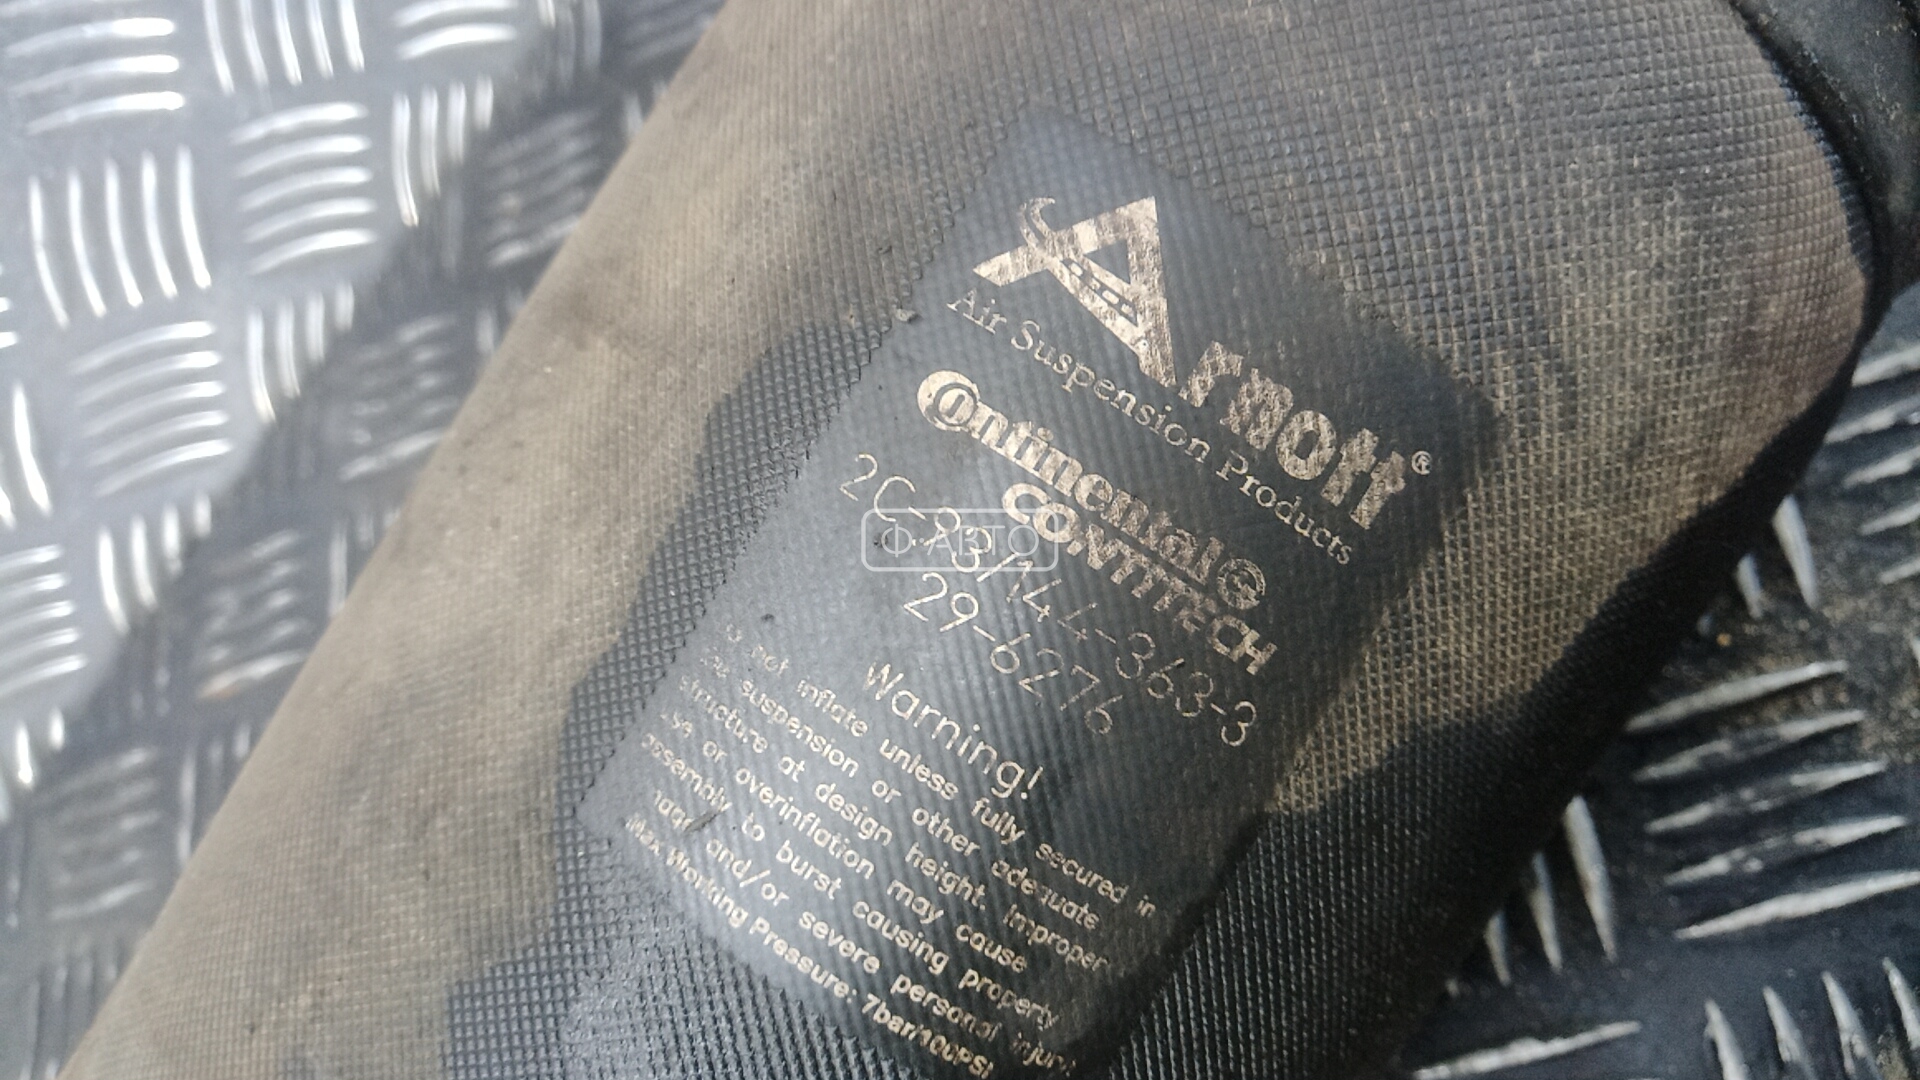 Arnott®
Air Suspension Products
Continental
CONTITECH
2C-93/144-363-3
29-6276
Ф-АВТО
Warning!
not inflate unless fully secured in
suspension or other adequate
structure at design height. Improper
or overinflation may cause
assembly to burst causing property
and/or severe personal injury
Max Working Pressure: 7bar/100PSI